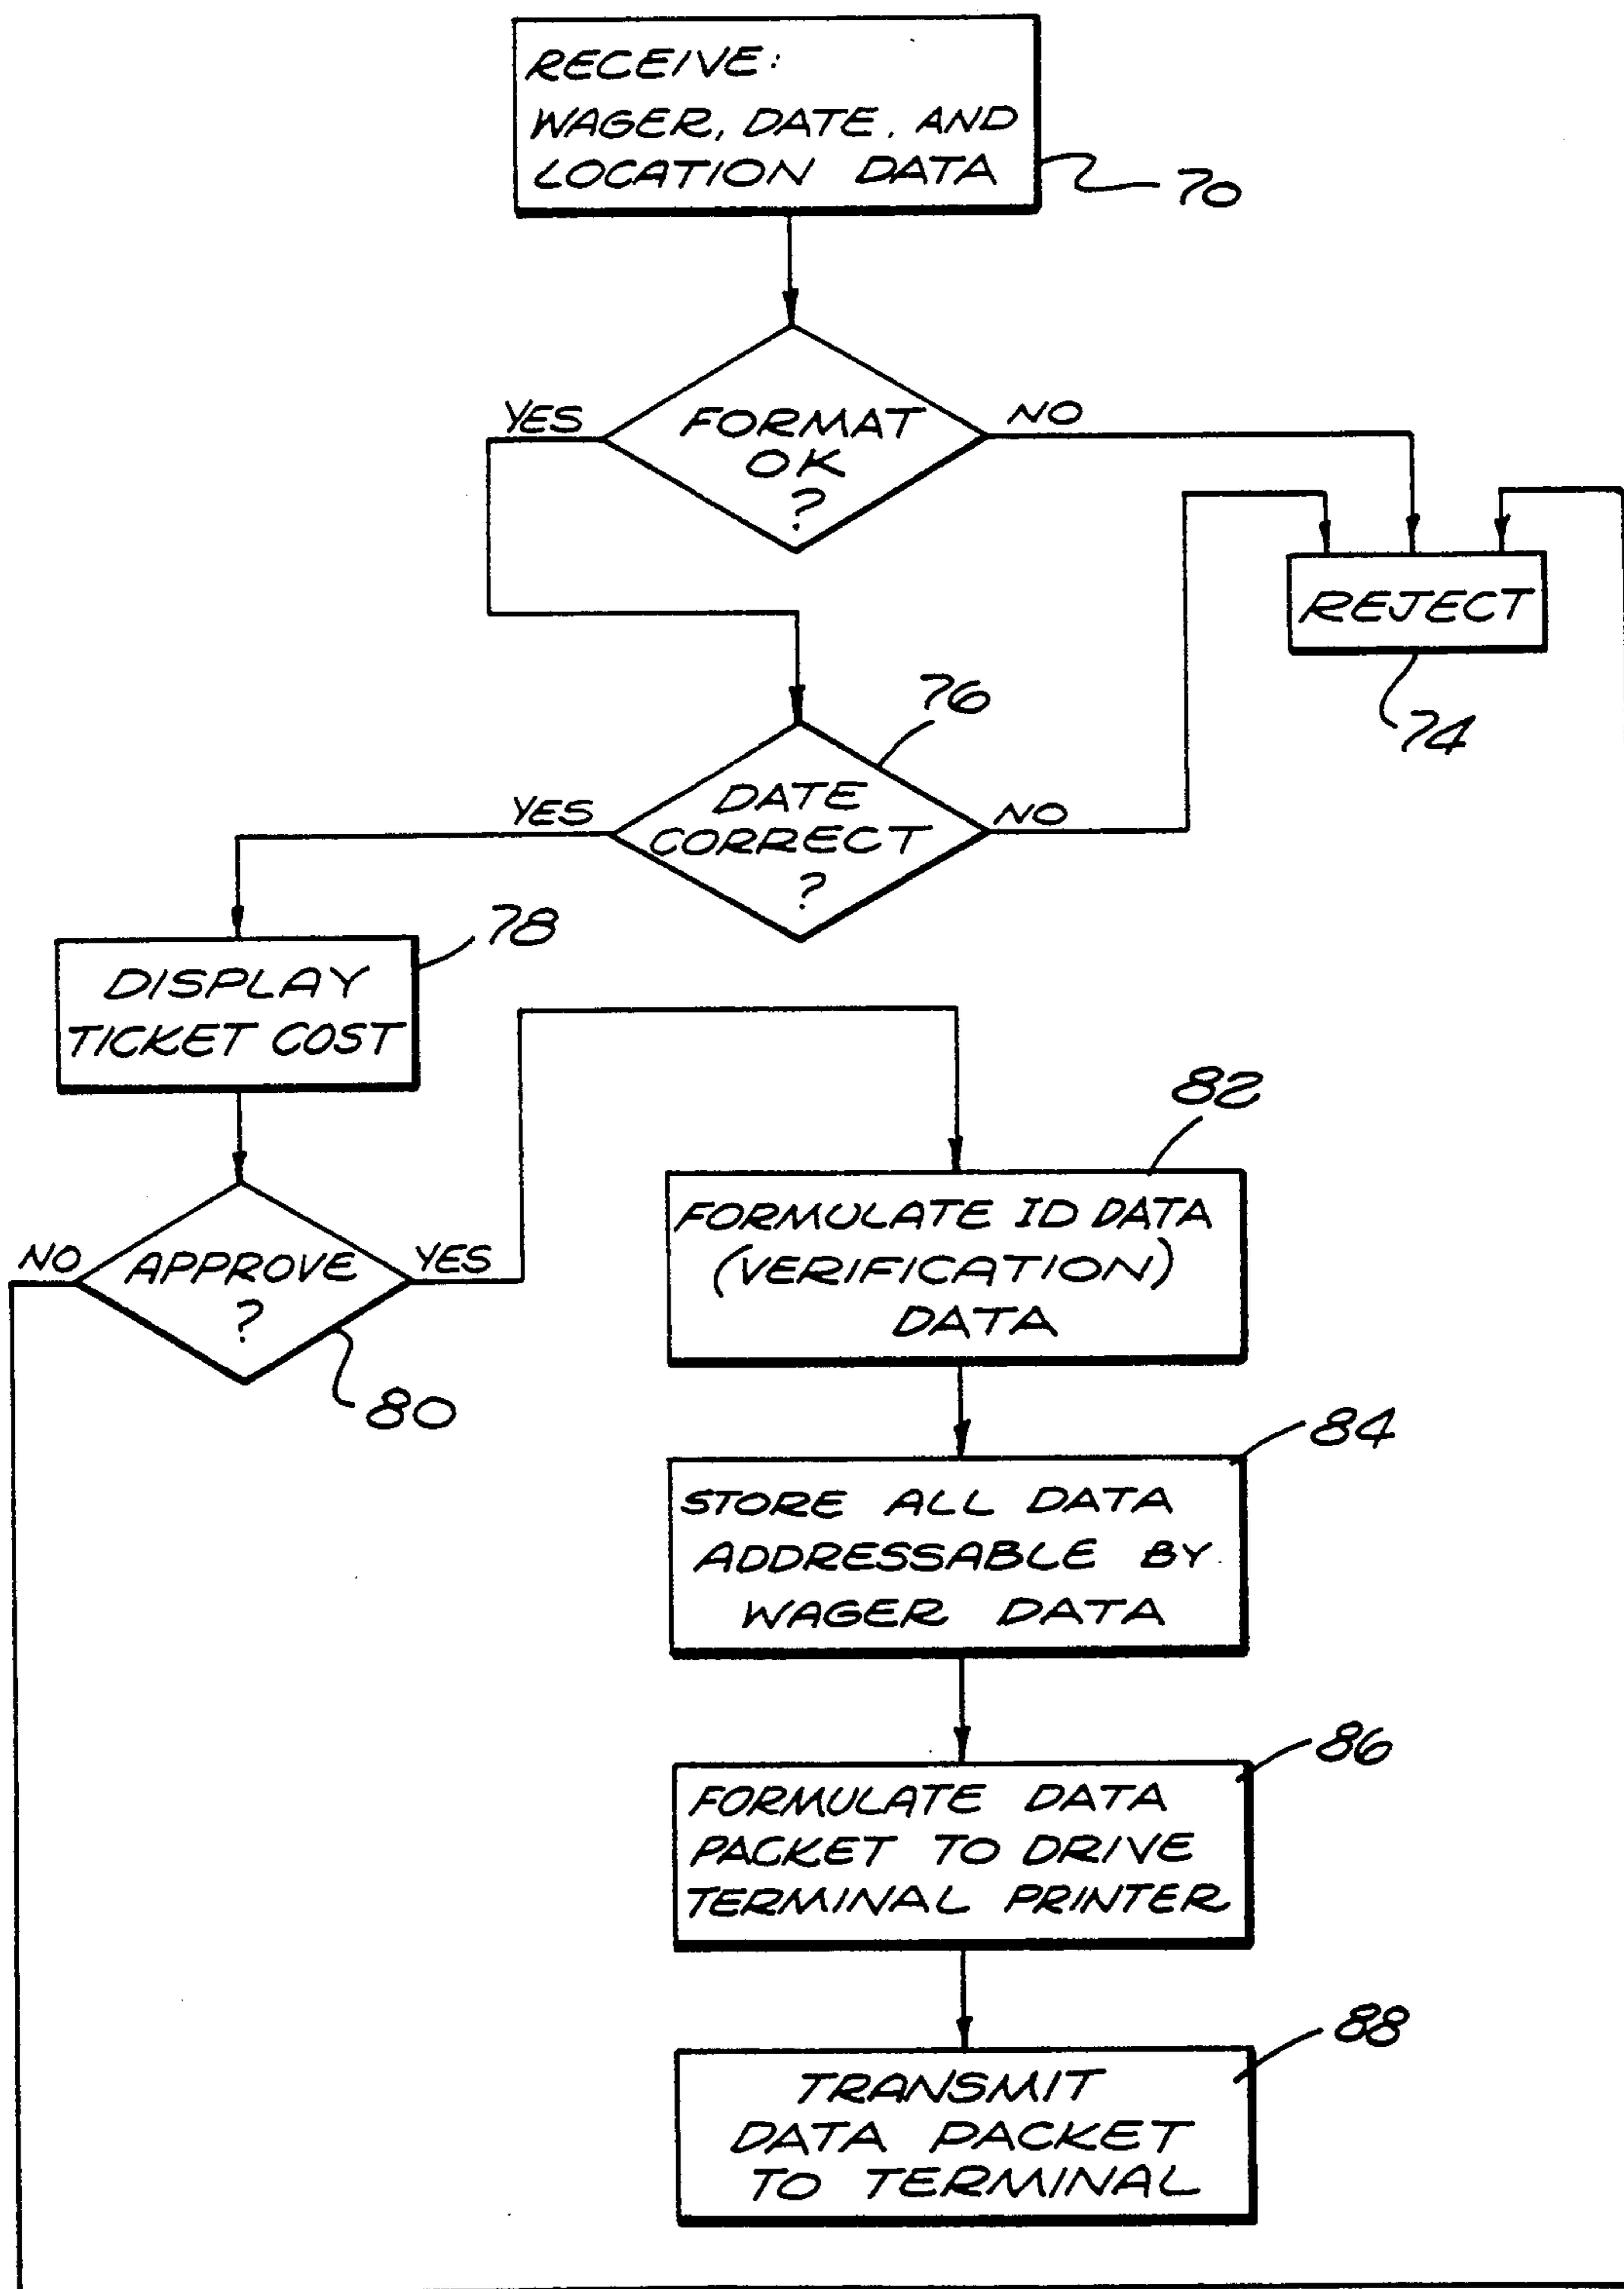 RECEIVE:
WAGER, DATE, AND
LOCATION DATA
70
FORMAT
OK
?
YES
NO
REJECT
74
76
DATE
CORRECT
?
YES
NO
78
DISPLAY
TICKET COST
APPROVE
?
NO
YES
80
82
FORMULATE ID DATA
(VERIFICATION)
DATA
84
STORE ALL DATA
ADDRESSABLE BY
WAGER DATA
86
FORMULATE DATA
PACKET TO DRIVE
TERMINAL PRINTER
88
TRANSMIT
DATA PACKET
TO TERMINAL